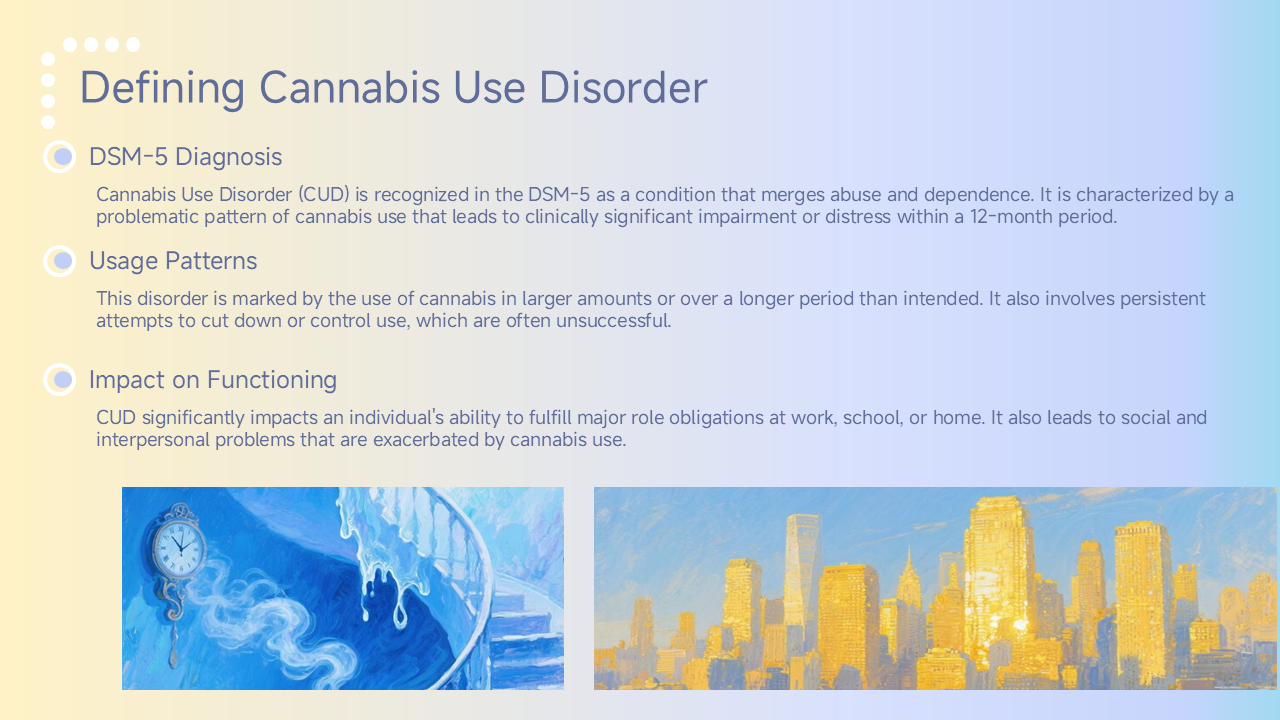 Defining Cannabis Use Disorder
DSM-5 Diagnosis
Cannabis Use Disorder (CUD) is recognized in the DSM-5 as a condition that merges abuse and dependence. It is characterized by a
problematic pattern of cannabis use that leads to clinically significant impairment or distress within a 12-month period.
Usage Patterns
This disorder is marked by the use of cannabis in larger amounts or over a longer period than intended. It also involves persistent
attempts to cut down or control use, which are often unsuccessful.
Impact on Functioning
CUD significantly impacts an individual's ability to fulfill major role obligations at work, school, or home. It also leads to social and
interpersonal problems that are exacerbated by cannabis use.